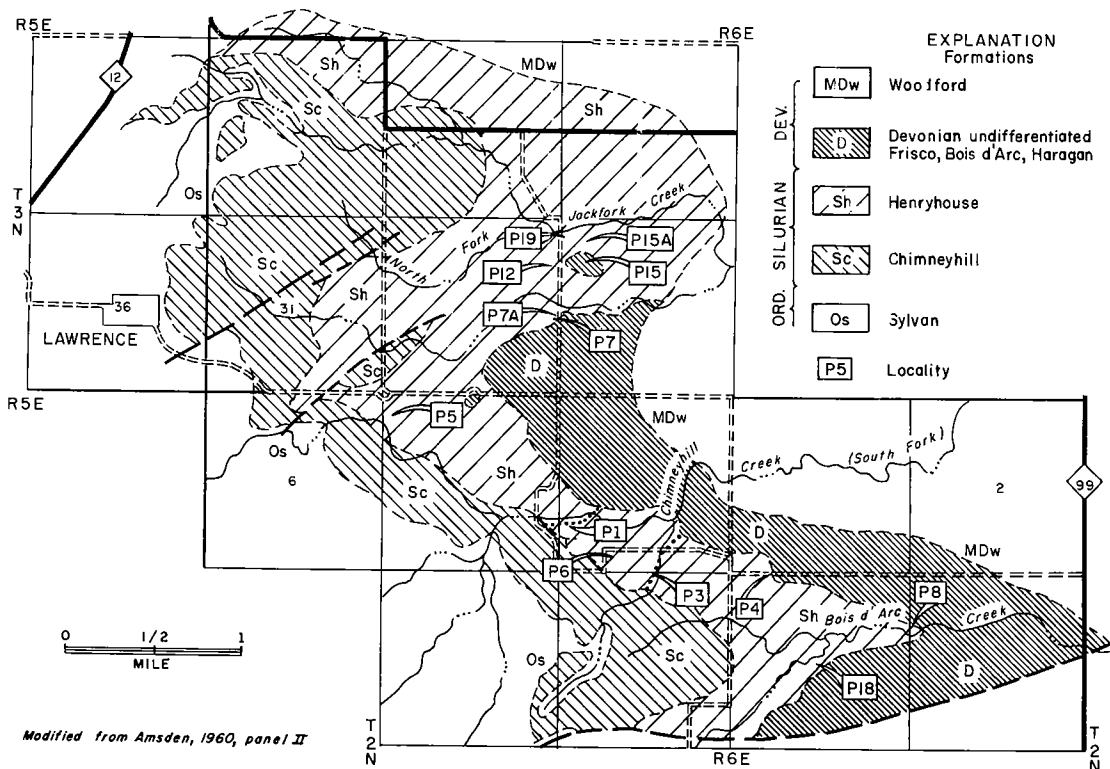 R5E
R6E
12
Sh
MDw
Sh
Sc
Os
T
3
N
Jackfork Creek
North Fork
P19
P15A
P12
P15
Sc
36
LAWRENCE
31
Sh
P7A
P7
D
Sc
R5E
P5
MDw
Os
6
Sh
Sc
Chimneyhill
Creek
(South Fork)
2
99
P1
D
MDw
P6
P3
P4
P8
Sh
Bois d' Arc
Creek
Os
Sc
P18
D
0 1/2 1
MILE
T
2
N
R6E
T
2
N
Modified from Amsden, 1960, panel II
EXPLANATION
Formations
MDw Woodford
D Devonian undifferentiated
Frisco, Bois d'Arc, Haragan
Sh Henryhouse
Sc Chimneyhill
Os Sylvan
P5 Locality
DEV.
SILURIAN
ORD.